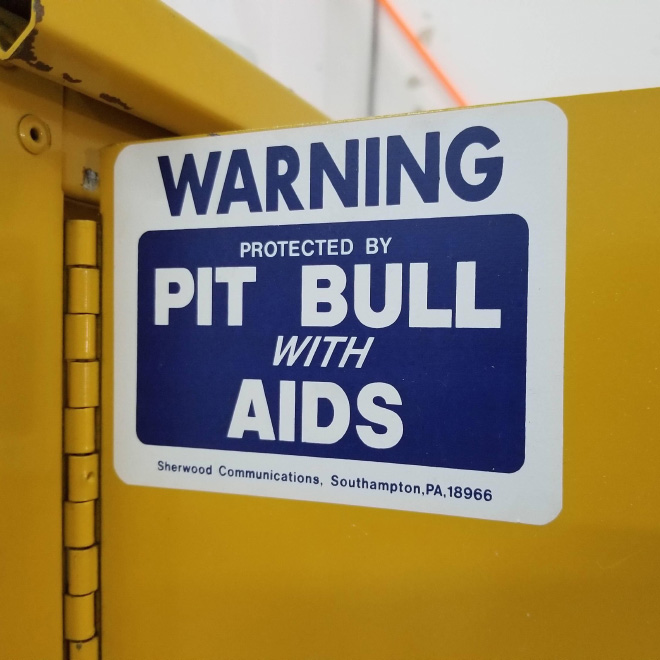 WARNING
PROTECTED BY
PIT BULL
WITH
AIDS
Sherwood Communications, Southampton,PA,18966